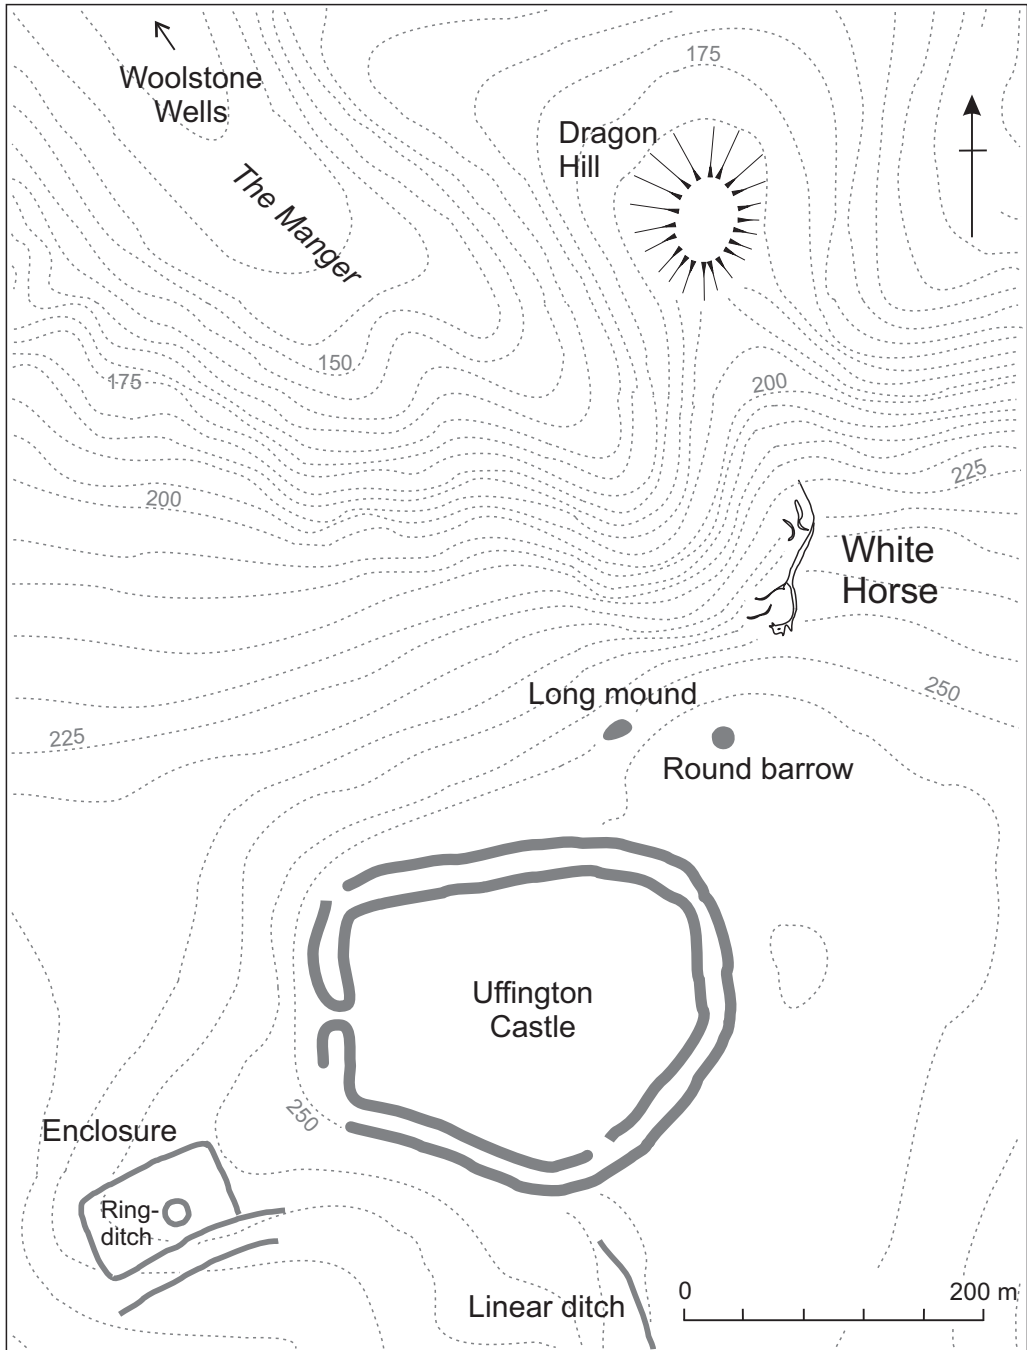 Woolstone
Wells
175
Dragon
Hill
The Manger
150
175
200
200
225
White
Horse
Long mound
250
225
Round barrow
Uffington
Castle
250
Enclosure
Ring-
ditch
Linear ditch
0
200 m